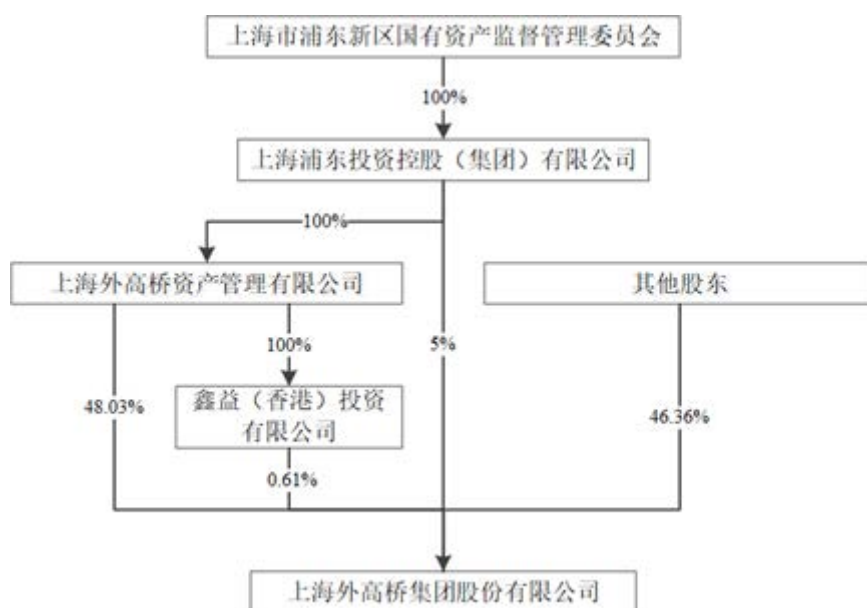 上海市浦东新区国有资产监督管理委员会
100%
上海浦东投资控股（集团）有限公司
100%
上海外高桥资产管理有限公司
其他股东
100%
5%
48.03%
鑫益（香港）投资
有限公司
46.36%
0.61%
上海外高桥集团股份有限公司